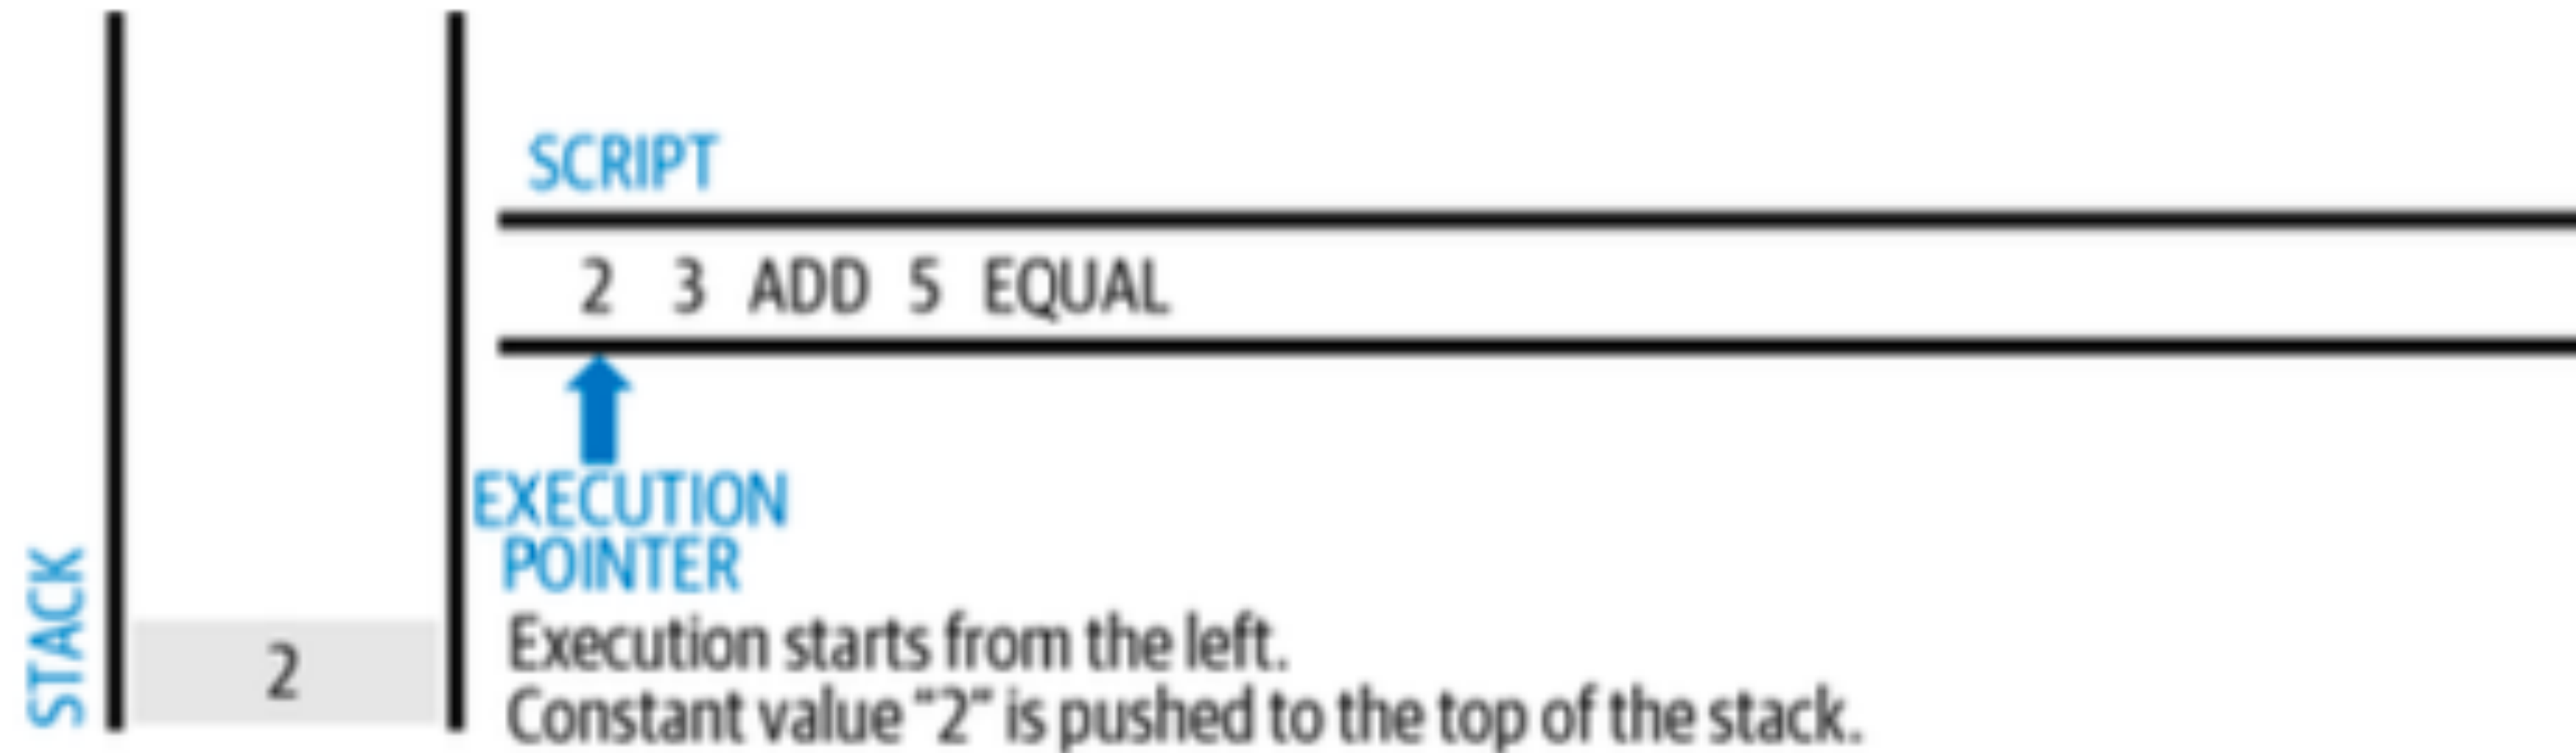 SCRIPT
2 3 ADD 5 EQUAL
EXECUTION
POINTER
STACK
2
Execution starts from the left.
Constant value “2” is pushed to the top of the stack.